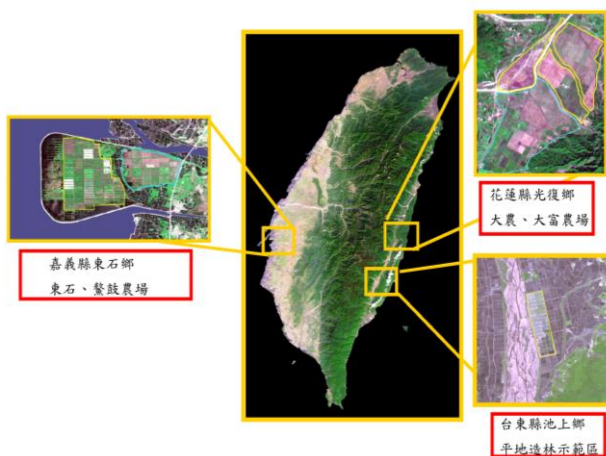 嘉義縣東石鄉
東石、鰲鼓農場
花蓮縣光復鄉
大農、大富農場
台東縣池上鄉
平地造林示範區